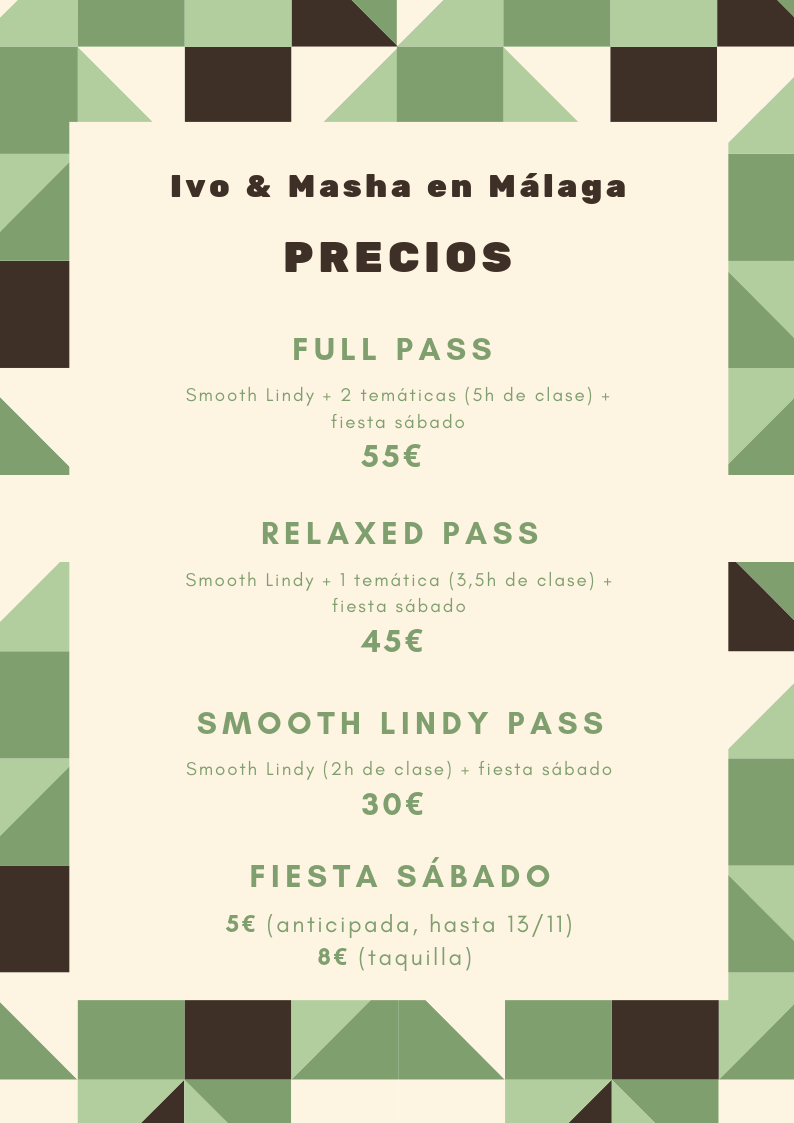 Ivo & Masha en Málaga
PRECIOS
FULL PASS
Smooth Lindy + 2 temáticas (5h de clase) +
fiesta sábado
55€
RELAXED PASS
Smooth Lindy + 1 temática (3,5h de clase) +
fiesta sábado
45€
SMOOTH LINDY PASS
Smooth Lindy (2h de clase) + fiesta sábado
30€
FIESTA SÁBADO
5€ (anticipada, hasta 13/11)
8€ (taquilla)